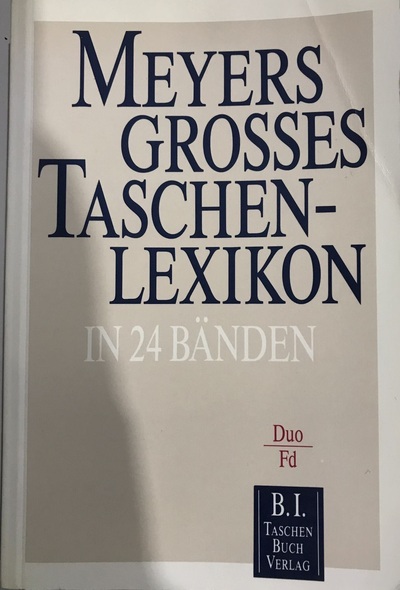 MEYERS
GROSSES
TASCHEN-
LEXIKON
IN 24 BÄNDEN
Duo
Fd
B. I.
TASCHEN
BUCH
VERLAG